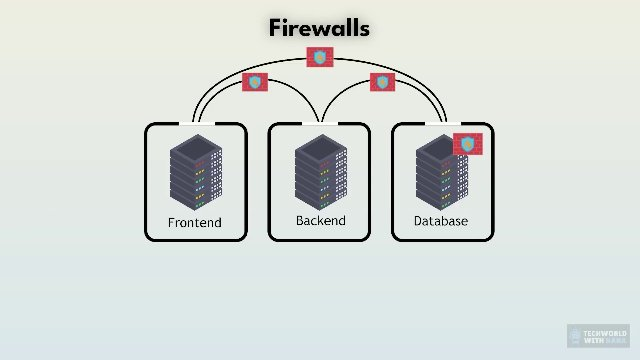 Firewalls
Frontend
Backend
Database
TECHWORLD
WITH NANA